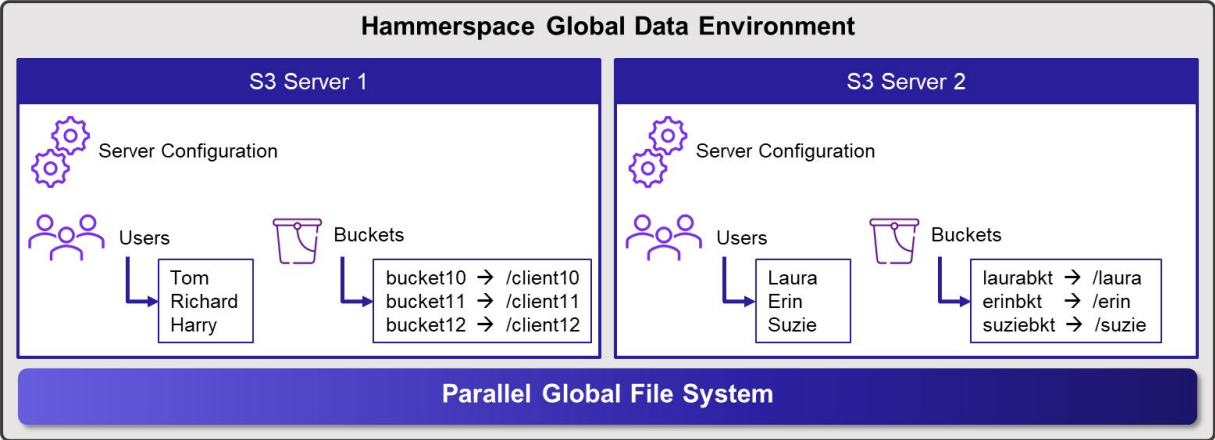 Hammerspace Global Data Environment
S3 Server 1
Server Configuration
Users
Tom
Richard
Harry
Buckets
bucket10 → /client10
bucket11 → /client11
bucket12 → /client12
S3 Server 2
Server Configuration
Users
Laura
Erin
Suzie
Buckets
laurabkt → /laura
erinbkt → /erin
suziebkt → /suzie
Parallel Global File System